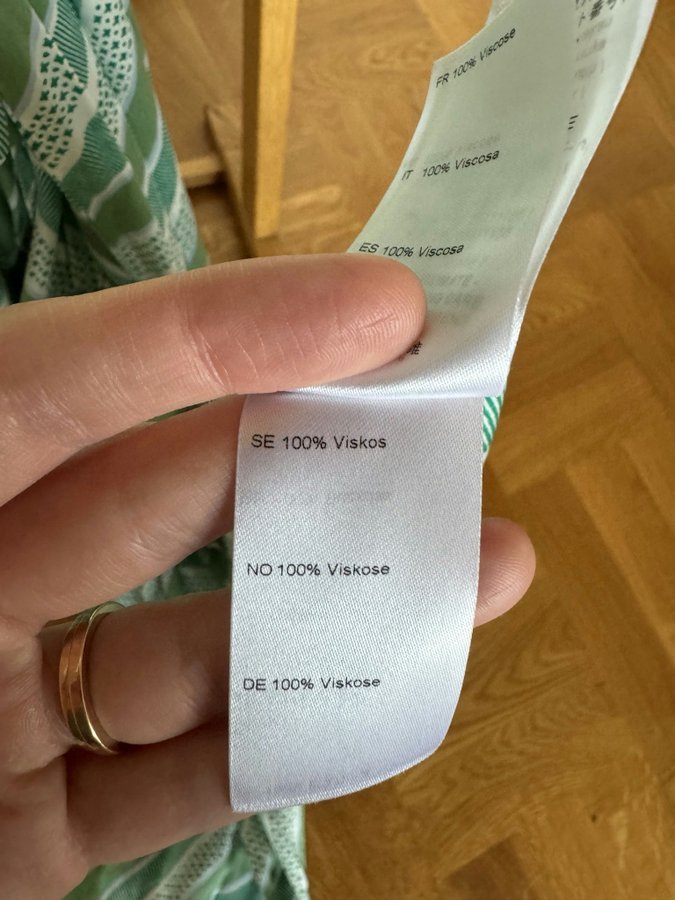 FR 100% Viscose
IT 100% Viscosa
ES 100% Viscosa
SE 100% Viskos
NO 100% Viskose
DE 100% Viskose